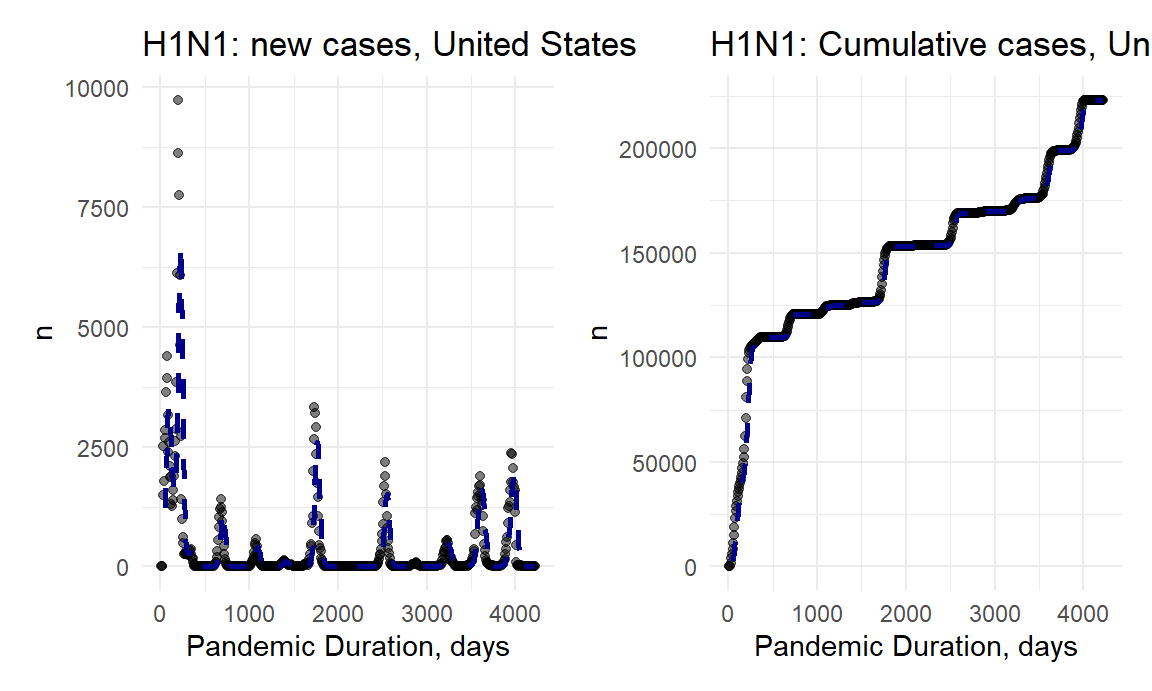 H1N1: new cases, United States
10000
7500
5000
2500
0
n
0 1000 2000 3000 4000
Pandemic Duration, days
H1N1: Cumulative cases, Un
200000
150000
100000
50000
0
n
0 1000 2000 3000 4000
Pandemic Duration, days